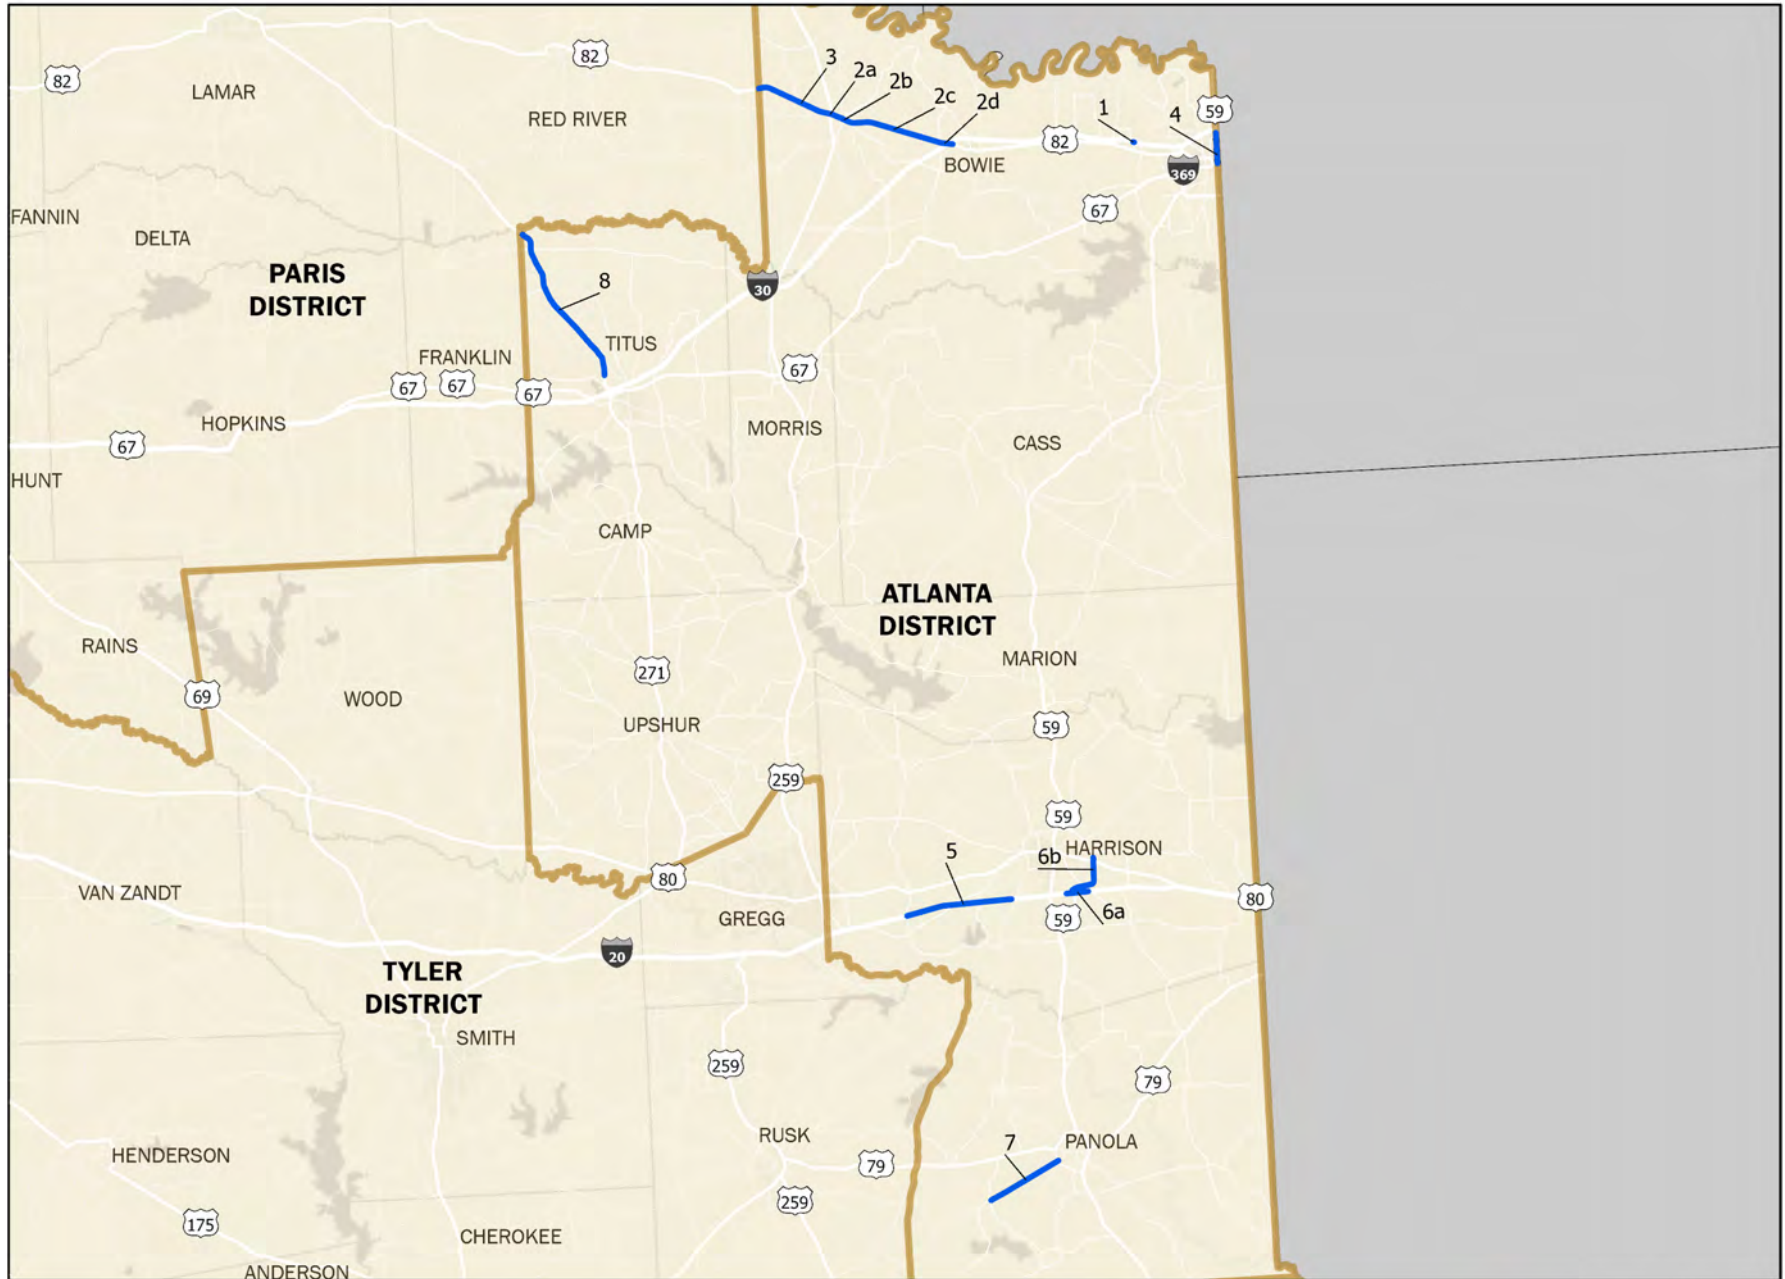 82
LAMAR
82
RED RIVER
3
2a
2b
2c
2d
82
1
4
59
BOWIE
369
67
FANNIN
DELTA
PARIS
DISTRICT
8
30
TITUS
FRANKLIN
67
67
67
67
HOPKINS
67
MORRIS
CASS
HUNT
CAMP
ATLANTA
DISTRICT
RAINS
69
WOOD
271
UPSHUR
MARION
59
259
59
HARRISON
5
6b
6a
59
80
80
VAN ZANDT
GREGG
20
TYLER
DISTRICT
SMITH
259
79
RUSK
79
259
7
PANOLA
HENDERSON
175
CHEROKEE
ANDERSON